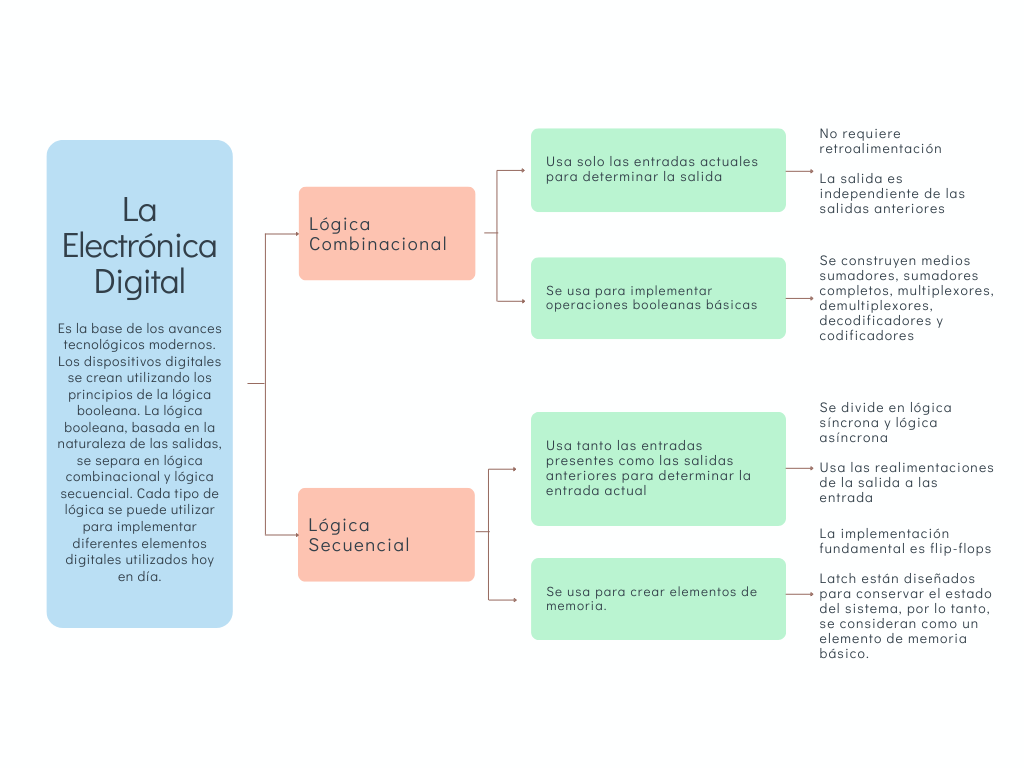 La
Electrónica
Digital
Es la base de los avances
tecnológicos modernos.
Los dispositivos digitales
se crean utilizando los
principios de la lógica
booleana. La lógica
booleana, basada en la
naturaleza de las salidas,
se separa en lógica
combinacional y lógica
secuencial. Cada tipo de
lógica se puede utilizar
para implementar
diferentes elementos
digitales utilizados hoy
en día.
Lógica
Combinacional
Usa solo las entradas actuales
para determinar la salida
No requiere
retroalimentación
La salida es
independiente de las
salidas anteriores
Se usa para implementar
operaciones booleanas básicas
Se construyen medios
sumadores, sumadores
completos, multiplexores,
demultiplexores,
decodificadores y
codificadores
Lógica
Secuencial
Usa tanto las entradas
presentes como las salidas
anteriores para determinar la
entrada actual
Se divide en lógica
síncrona y lógica
asíncrona
Usa las realimentaciones
de la salida a las
entrada
Se usa para crear elementos de
memoria.
La implementación
fundamental es flip-flops
Latch están diseñados
para conservar el estado
del sistema, por lo tanto,
se consideran como un
elemento de memoria
básico.